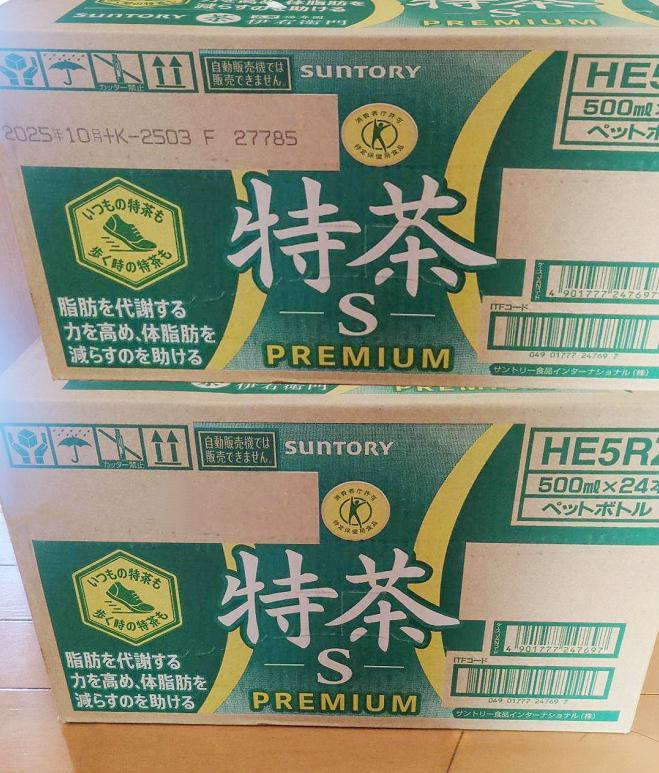 SUNTORY
カッター禁止
自動販売機では
販売できません。
SUNTORY
HE5
500ml×
ペットボ
2025年10月+K-2503 F 27785
消費者庁許可
特定保健用食品
いつもの特茶も
歩く時の特茶も
特茶
S
PREMIUM
脂肪を代謝する
力を高め、体脂肪を
減らすのを助ける
4 901777 247697
ITFコード
049 01777 24769 7
サントリー食品インターナショナル(株)
カッター禁止
自動販売機では
販売できません。
SUNTORY
HE5R
500ml×24本
ペットボトル
消費者庁許可
特定保健用食品
いつもの特茶も
歩く時の特茶も
特茶
S
PREMIUM
脂肪を代謝する
力を高め、体脂肪を
減らすのを助ける
4 901777 247697
ITFコード
049 01777 24769 7
サントリー食品インターナショナル(株)